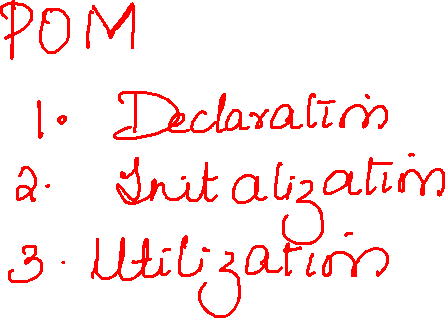 POM
1. Declaration
2. Initalization
3. Utilization